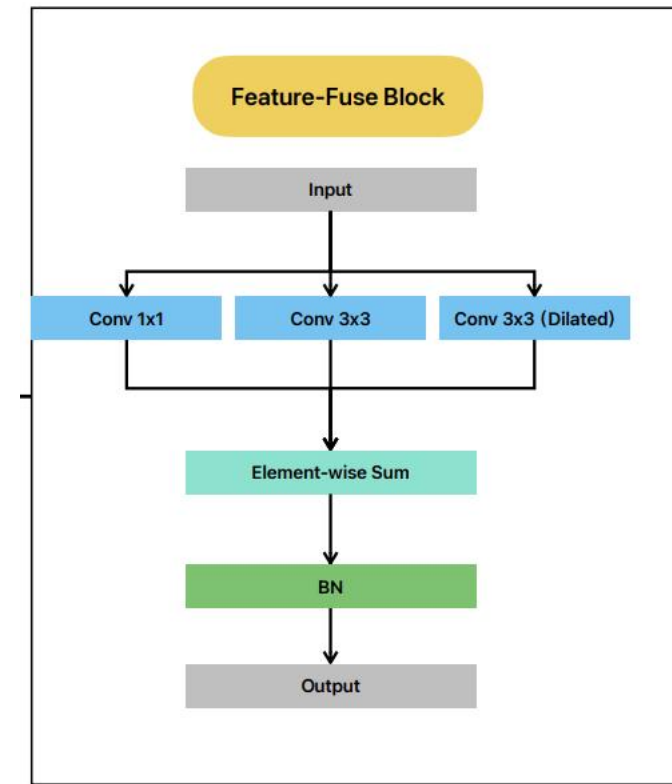 Feature-Fuse Block
Input
Conv 1x1
Conv 3x3
Conv 3x3 (Dilated)
Element-wise Sum
BN
Output